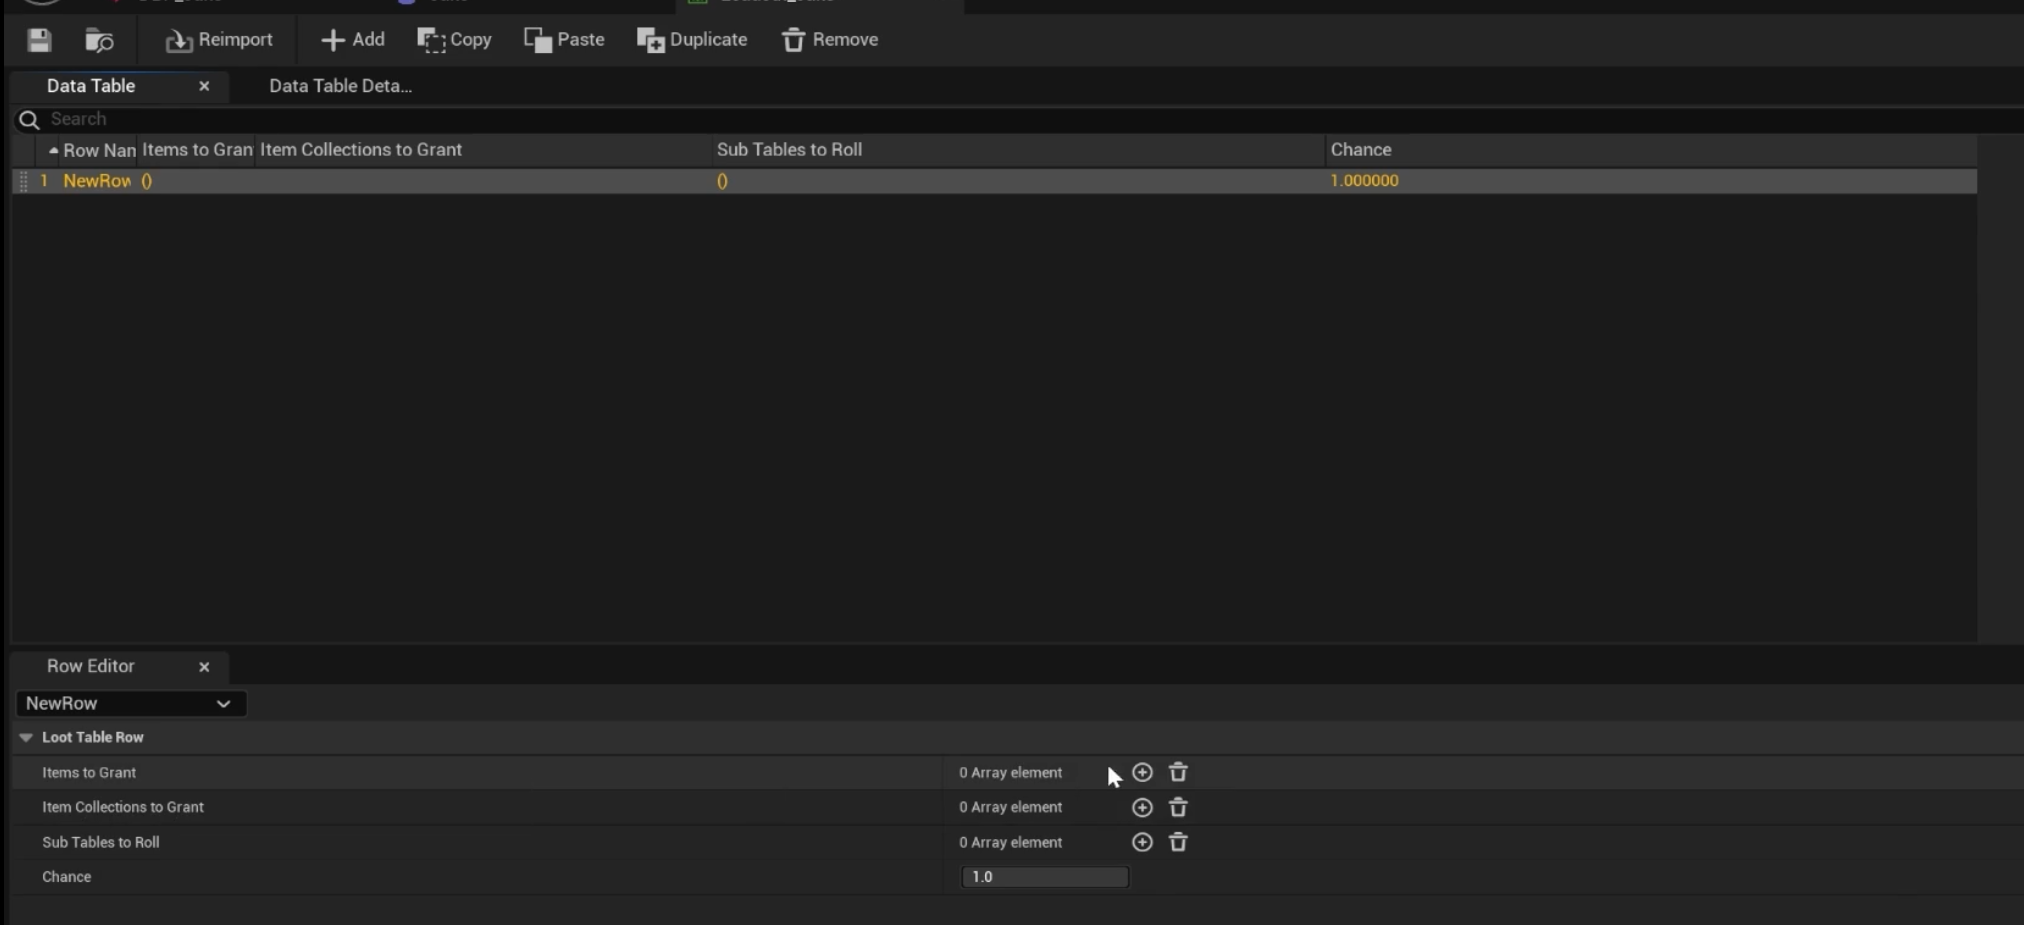 Reimport Add Copy Paste Duplicate Remove
Data Table Data Table Deta...
Search
Row Nan Items to Gran Item Collections to Grant Sub Tables to Roll Chance
1 NewRow () () 1.000000
Row Editor
NewRow
Loot Table Row
Items to Grant 0 Array element
Item Collections to Grant 0 Array element
Sub Tables to Roll 0 Array element
Chance 1.0